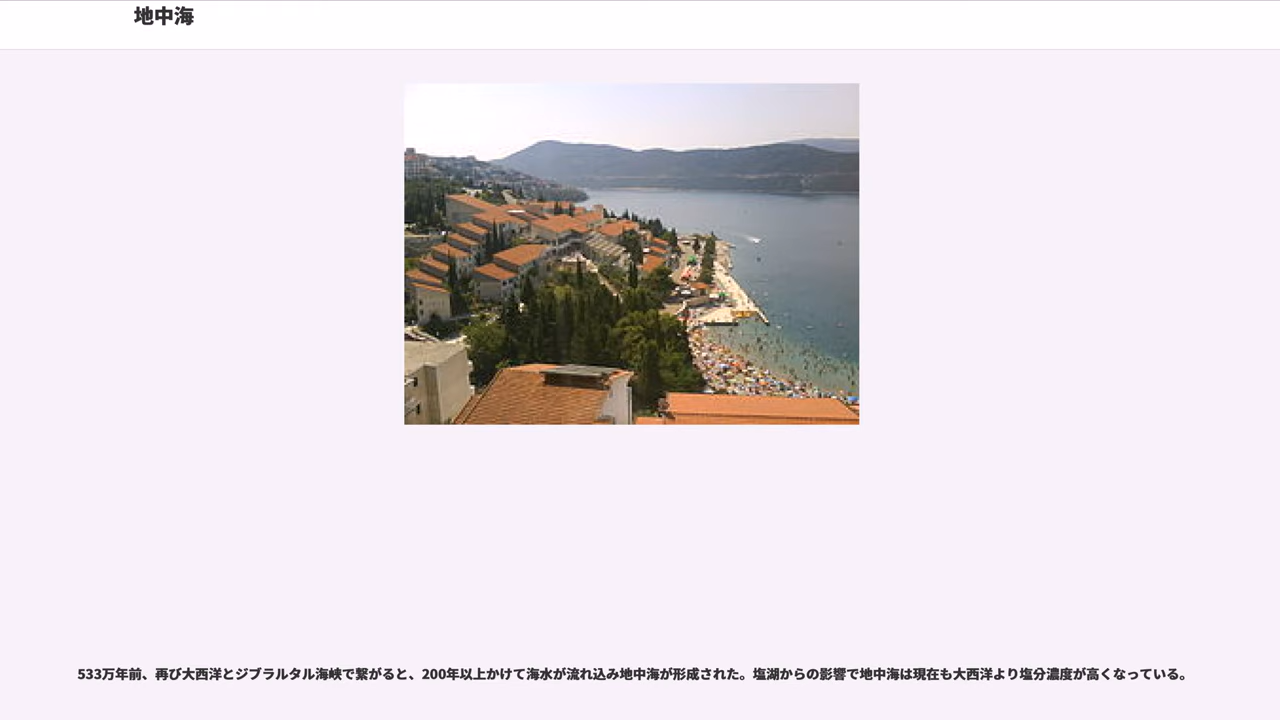 地中海
533万年前、再び大西洋とジブラルタル海峡で繋がると、200年以上かけて海水が流れ込み地中海が形成された。塩湖からの影響で地中海は現在も大西洋より塩分濃度が高くなっている。